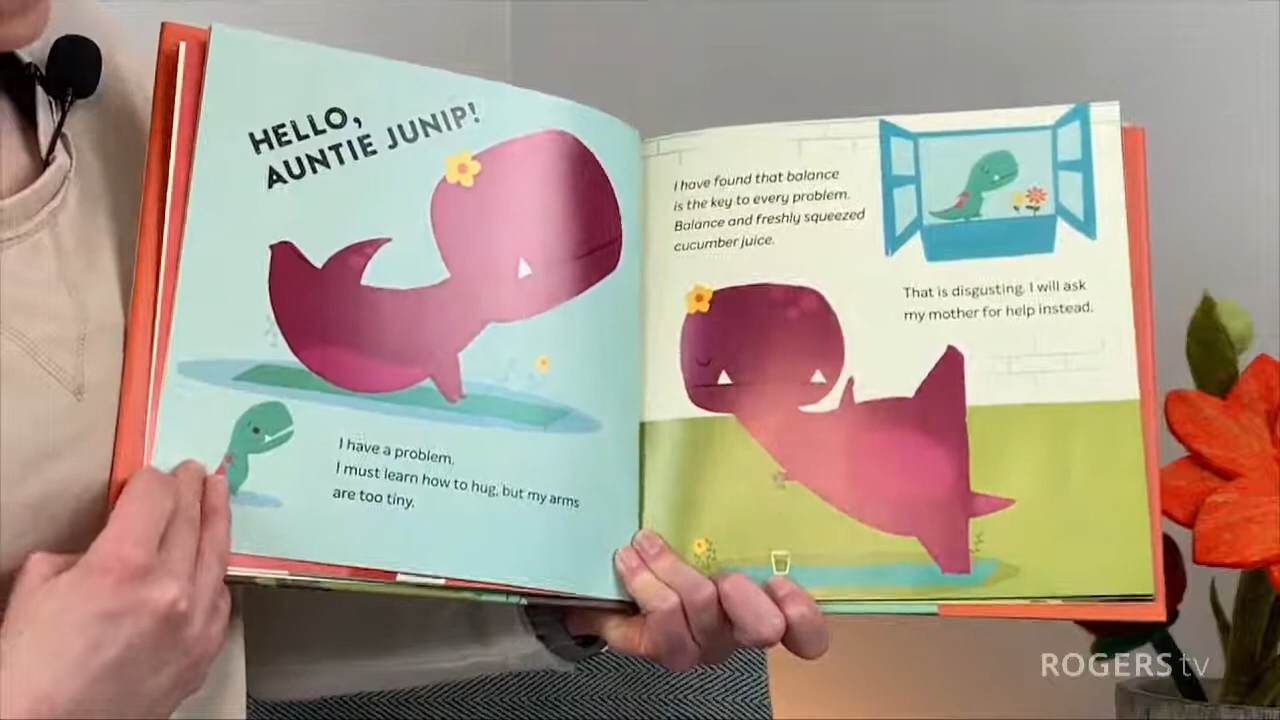 HELLO,
AUNTIE JUNIP!
I have a problem.
I must learn how to hug, but my arms
are too tiny.
I have found that balance
is the key to every problem.
Balance and freshly squeezed
cucumber juice.
That is disgusting. I will ask
my mother for help instead.
ROGERS tv